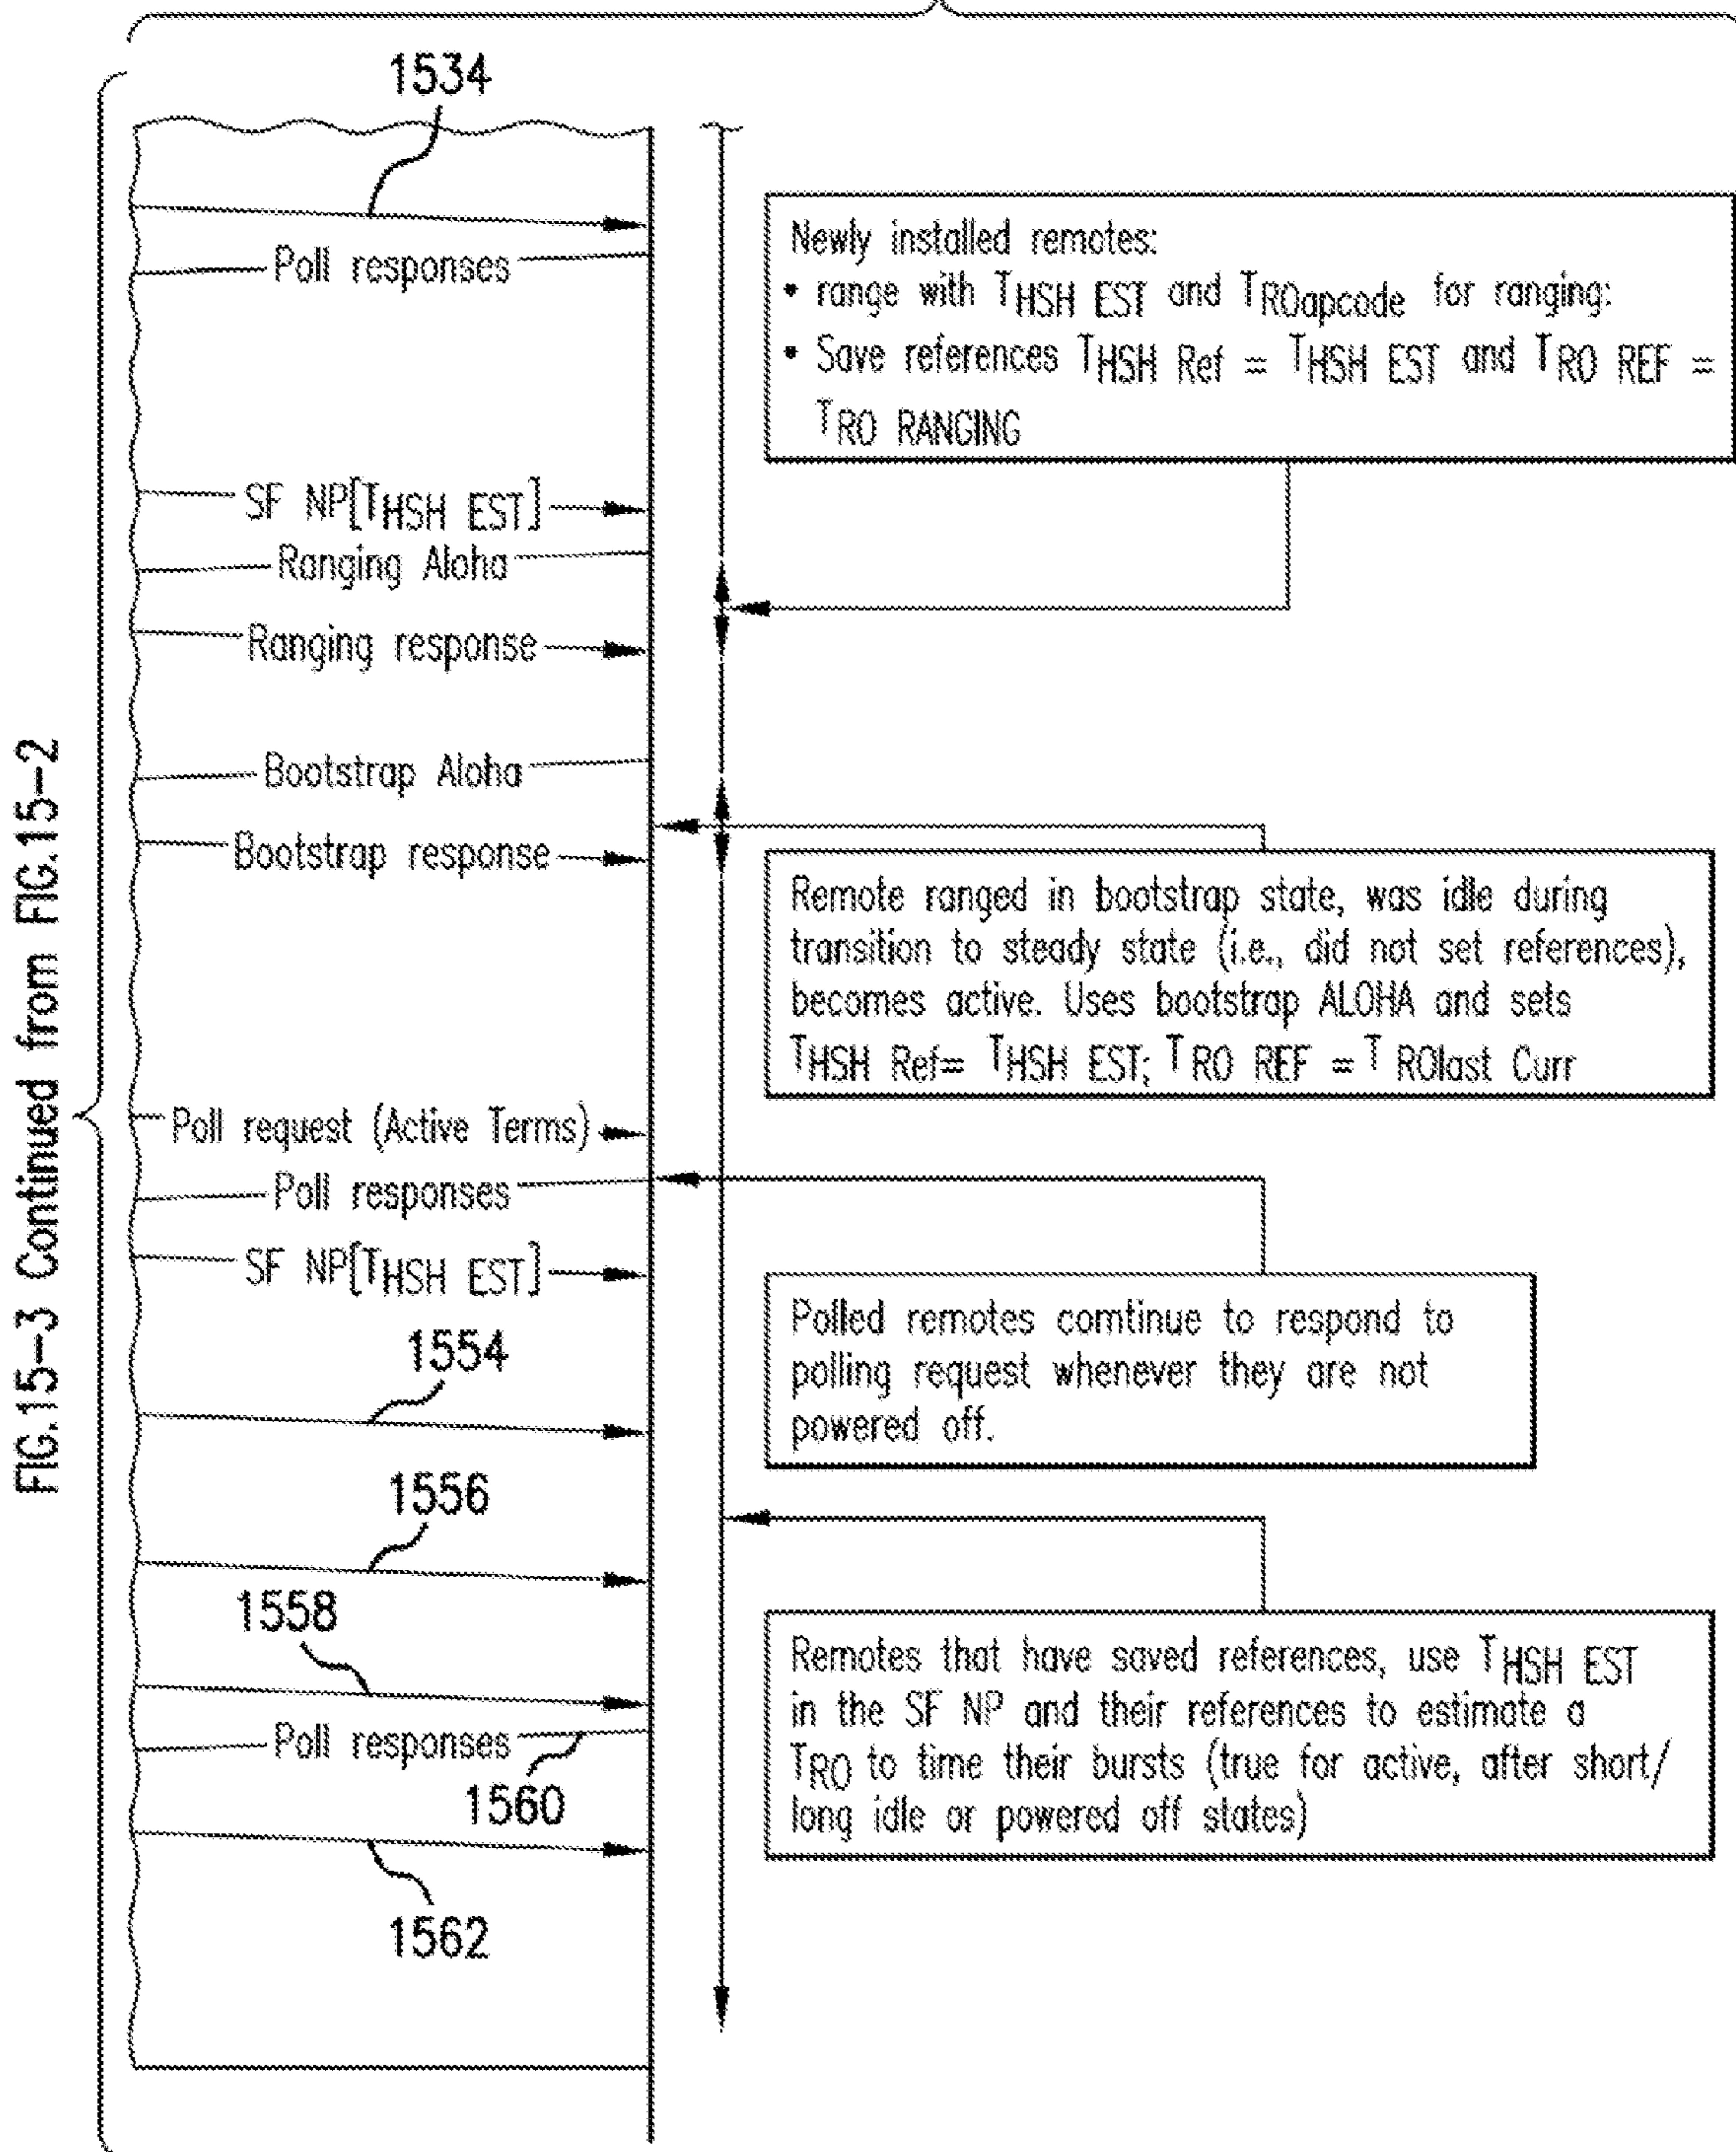 FIG.15-3 Continued from FIG.15-2
1534
Poll responses
Newly installed remotes:
• range with THSH EST and TROapcode for ranging:
• Save references THSH Ref = THSH EST and TRO REF =
TRO RANGING
SF NP[THSH EST]
Ranging Aloha
Ranging response
Bootstrap Aloha
Bootstrap response
Remote ranged in bootstrap state, was idle during
transition to steady state (i.e., did not set references),
becomes active. Uses bootstrap ALOHA and sets
THSH Ref= THSH EST; TRO REF = T ROlast Curr
Poll request (Active Terms)
Poll responses
SF NP[THSH EST]
Polled remotes comtinue to respond to
polling request whenever they are not
powered off.
1554
1556
1558
Remotes that have saved references, use THSH EST
in the SF NP and their references to estimate a
TRO to time their bursts (true for active, after short/
long idle or powered off states)
Poll responses
1560
1562